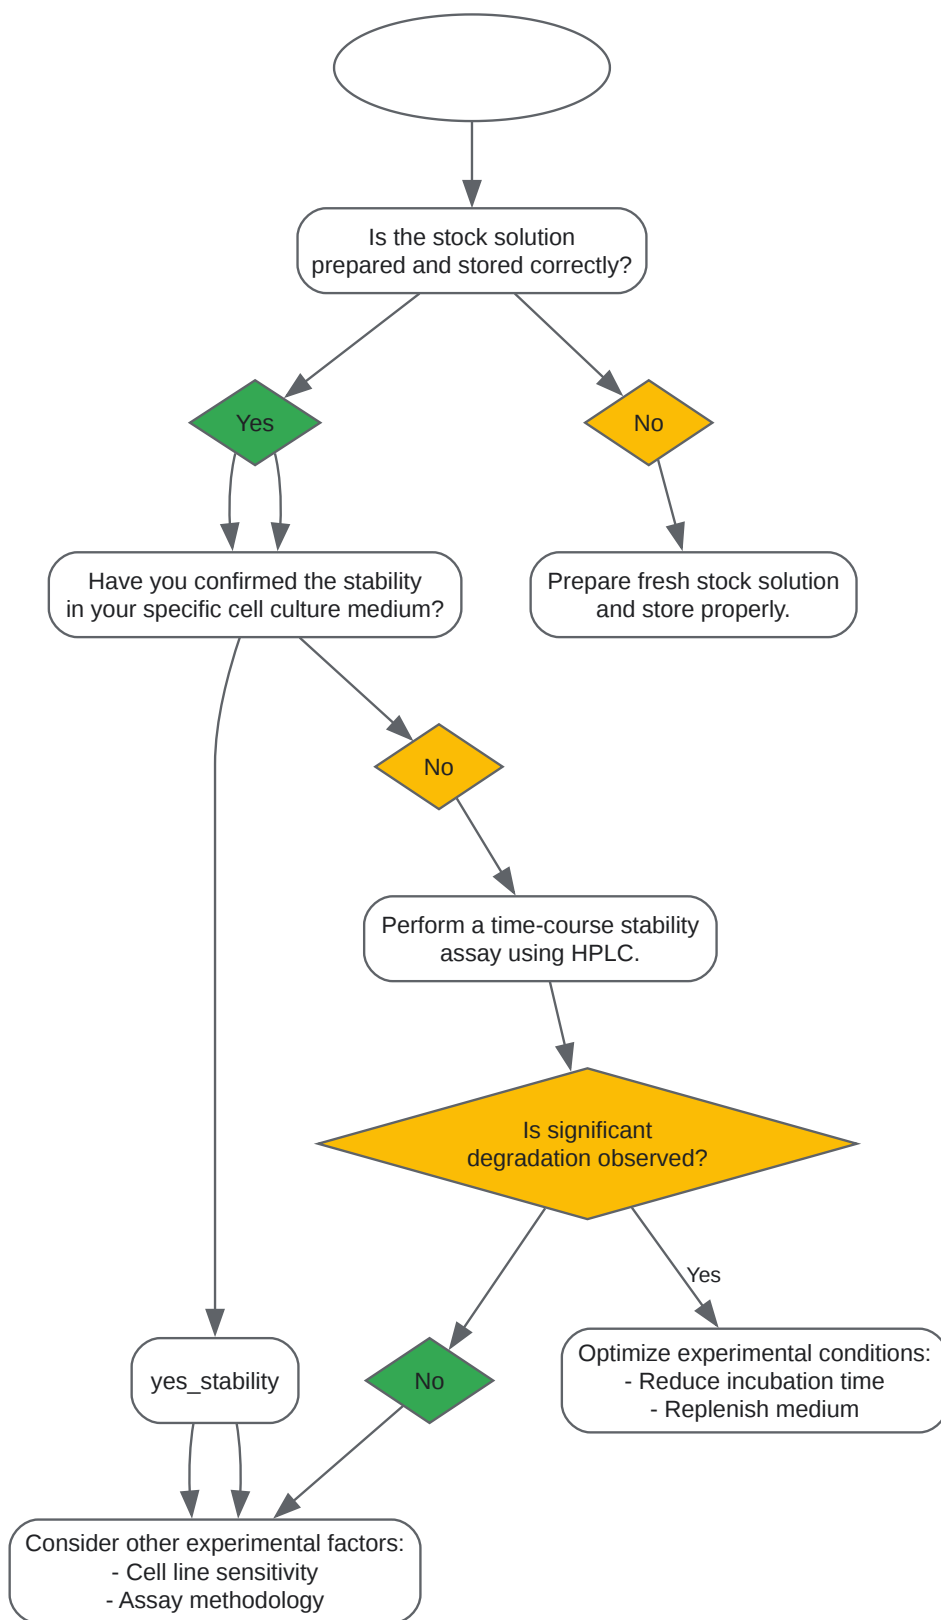 Is the stock solution
prepared and stored correctly?
Yes
No
Have you confirmed the stability
in your specific cell culture medium?
Prepare fresh stock solution
and store properly.
No
Perform a time-course stability
assay using HPLC.
Is significant
degradation observed?
Yes
yes_stability
No
Optimize experimental conditions:
- Reduce incubation time
- Replenish medium
Consider other experimental factors:
- Cell line sensitivity
- Assay methodology